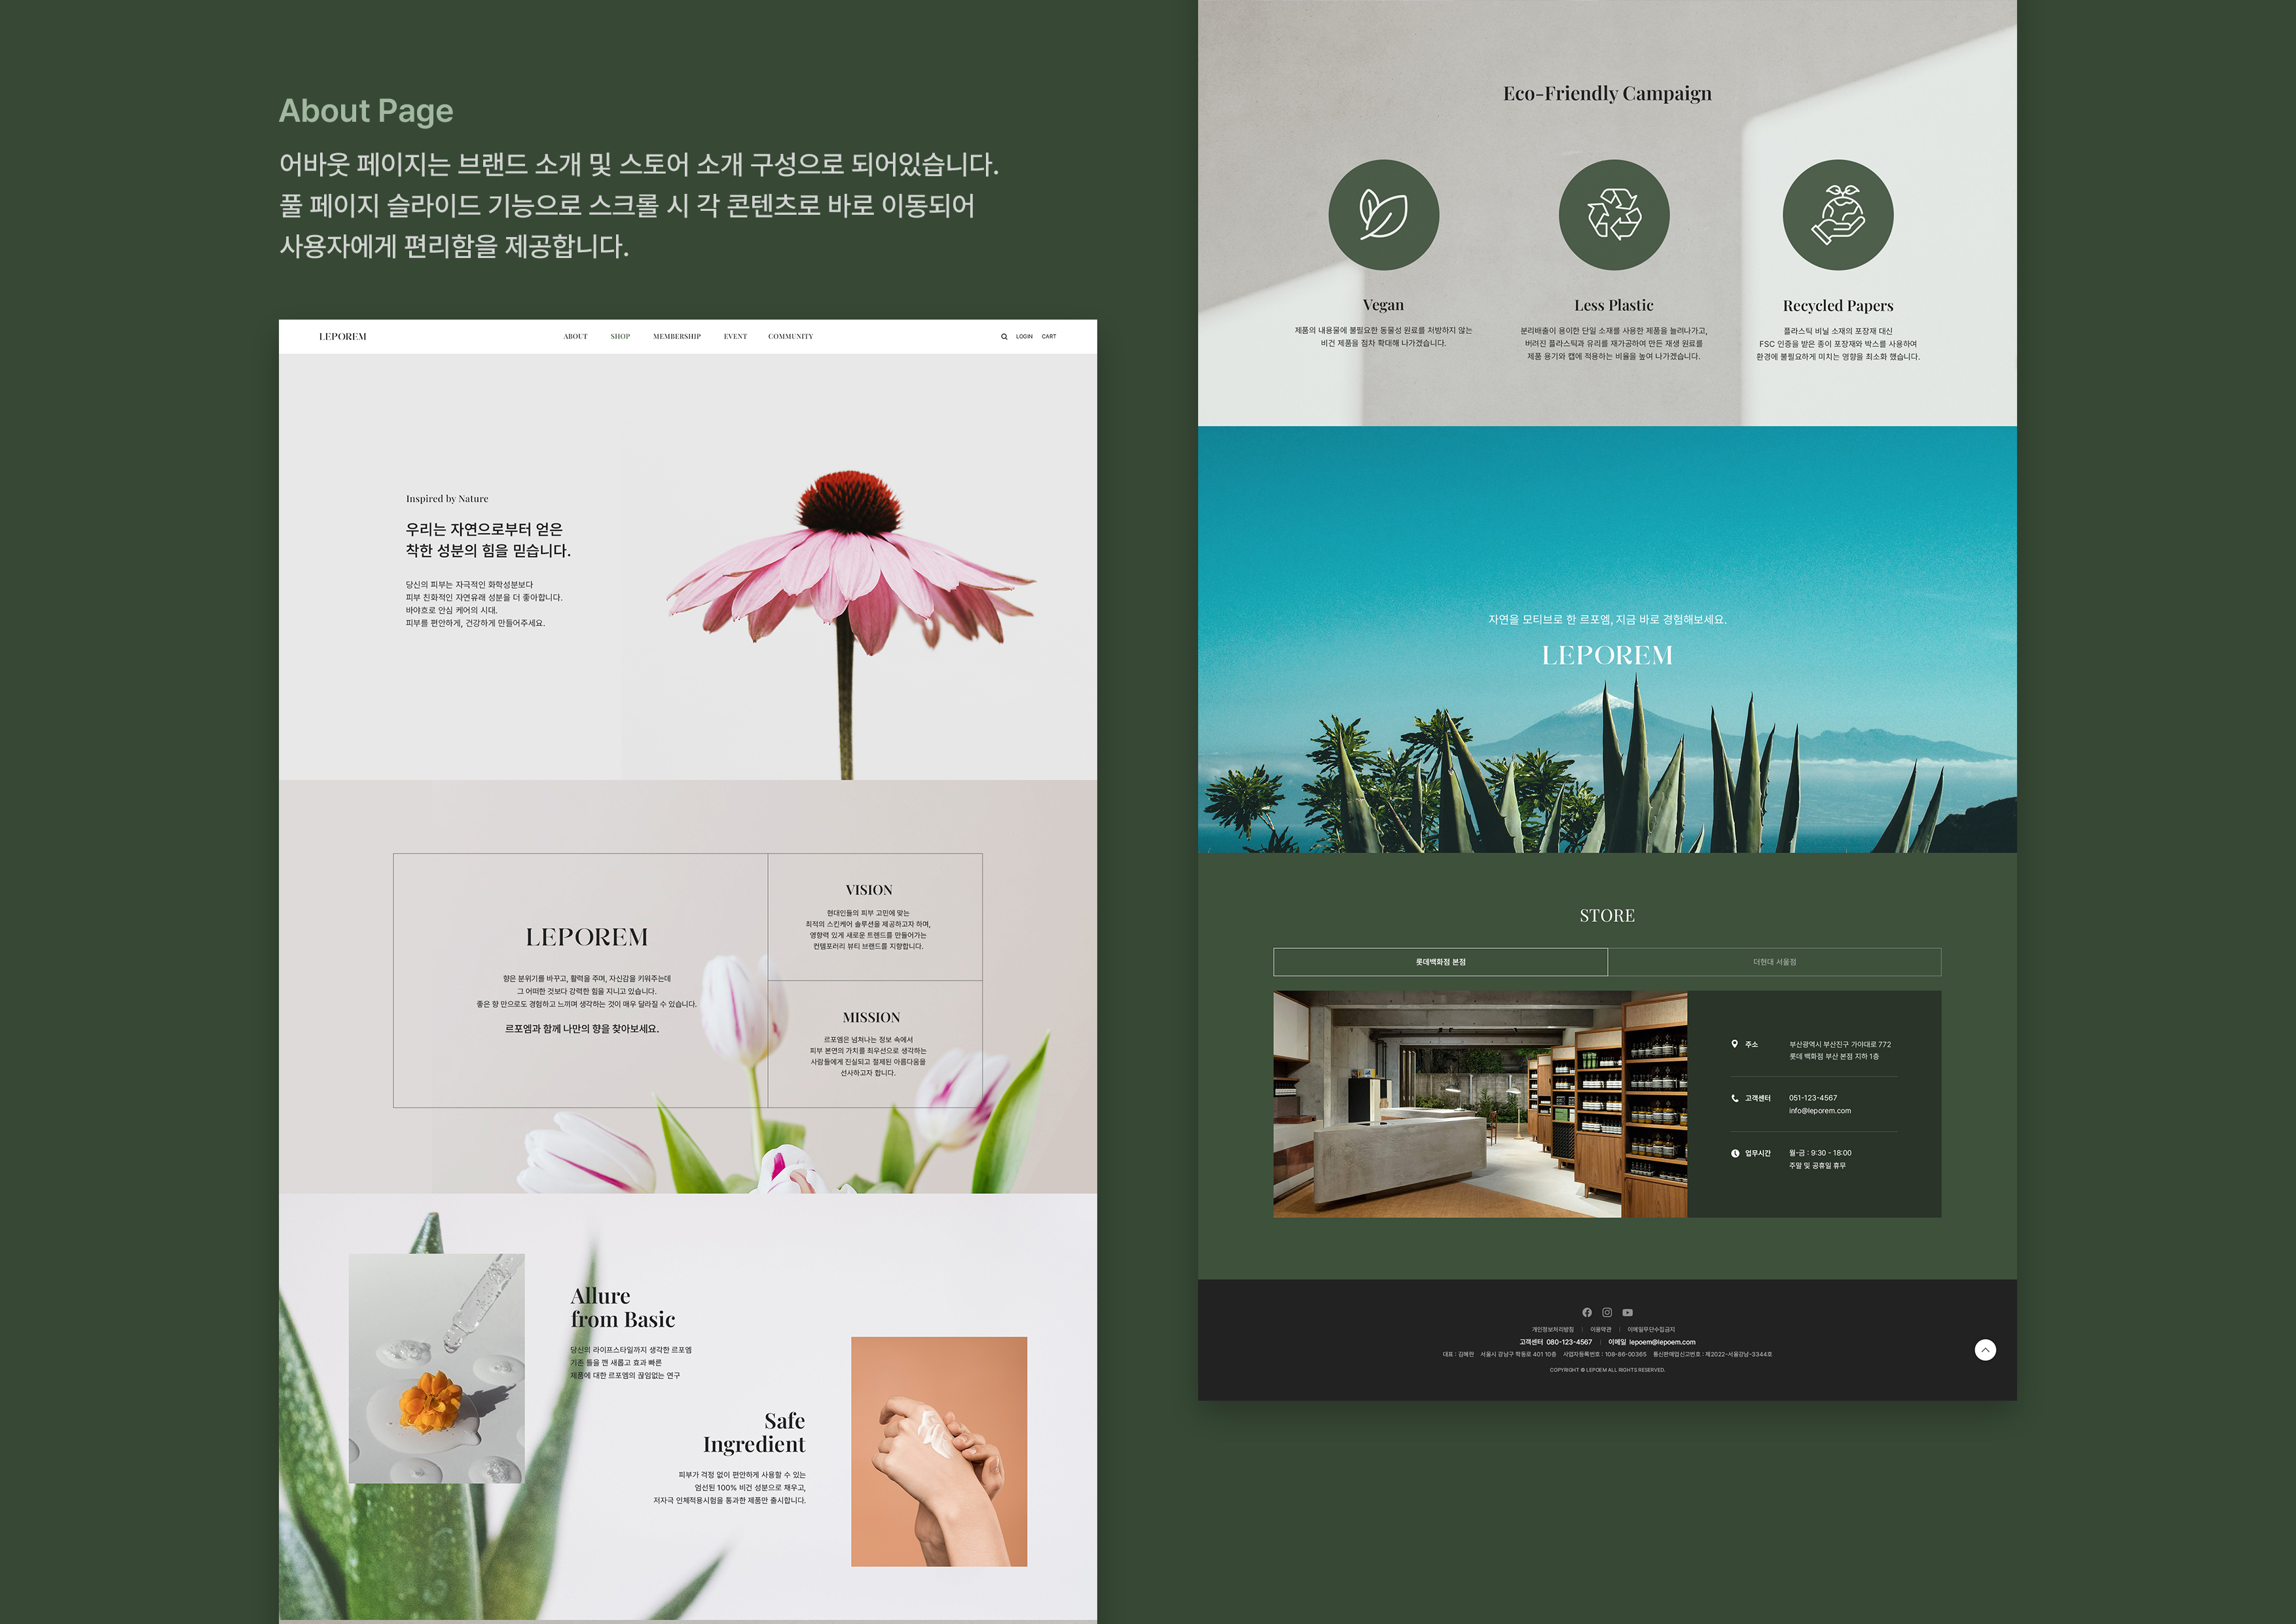 About Page
어바웃 페이지는 브랜드 소개 및 스토어 소개 구성으로 되어있습니다.
풀 페이지 슬라이드 기능으로 스크롤 시 각 콘텐츠로 바로 이동되어
사용자에게 편리함을 제공합니다.
LEPOREM
ABOUT SHOP MEMBERSHIP EVENT COMMUNITY
LOGIN CART
Inspired by Nature
우리는 자연으로부터 얻은
착한 성분의 힘을 믿습니다.
당신의 피부는 자극적인 화학성분보다
피부 친화적인 자연유래 성분을 더 좋아합니다.
바야흐로 안심 케어의 시대.
피부를 편안하게, 건강하게 만들어주세요.
LEPOREM
향은 분위기를 바꾸고, 활력을 주며, 자신감을 키워주는데
그 어떠한 것보다 강력한 힘을 지니고 있습니다.
좋은 향 만으로도 경험하고 느끼며 생각하는 것이 매우 달라질 수 있습니다.
르포엠과 함께 나만의 향을 찾아보세요.
VISION
현대인들의 피부 고민에 맞는
최적의 스킨케어 솔루션을 제공하고자 하며,
영향력 있게 새로운 트렌드를 만들어가는
컨템포러리 뷰티 브랜드를 지향합니다.
MISSION
르포엠은 넘쳐나는 정보 속에서
피부 본연의 가치를 최우선으로 생각하는
사람들에게 진실되고 절제된 아름다움을
선사하고자 합니다.
Allure
from Basic
당신의 라이프스타일까지 생각한 르포엠
기존 틀을 깬 새롭고 효과 빠른
제품에 대한 르포엠의 끊임없는 연구
Safe
Ingredient
피부가 걱정 없이 편안하게 사용할 수 있는
엄선된 100% 비건 성분으로 채우고,
저자극 인체적용시험을 통과한 제품만 출시합니다.
Eco-Friendly Campaign
Vegan
제품의 내용물에 불필요한 동물성 원료를 처방하지 않는
비건 제품을 점차 확대해 나가겠습니다.
Less Plastic
분리배출이 용이한 단일 소재를 사용한 제품을 늘려나가고,
버려진 플라스틱과 유리를 재가공하여 만든 재생 원료를
제품 용기와 캡에 적용하는 비율을 높여 나가겠습니다.
Recycled Papers
플라스틱 비닐 소재의 포장재 대신
FSC 인증을 받은 종이 포장재와 박스를 사용하여
환경에 불필요하게 미치는 영향을 최소화 했습니다.
자연을 모티브로 한 르포엠, 지금 바로 경험해보세요.
LEPOREM
STORE
롯데백화점 본점
더현대 서울점
주소 부산광역시 부산진구 가야대로 772
롯데 백화점 부산 본점 지하 1층
고객센터 051-123-4567
info@leporem.com
업무시간 월-금 : 9:30 - 18:00
주말 및 공휴일 휴무
개인정보처리방침 | 이용약관 | 이메일무단수집금지
고객센터 080-123-4567 | 이메일 lepoem@lepoem.com
대표 : 김혜란 서울시 강남구 학동로 401 10층 사업자등록번호 : 108-86-00365 통신판매업신고번호 : 제2022-서울강남-3344호
COPYRIGHT © LEPOEM ALL RIGHTS RESERVED.